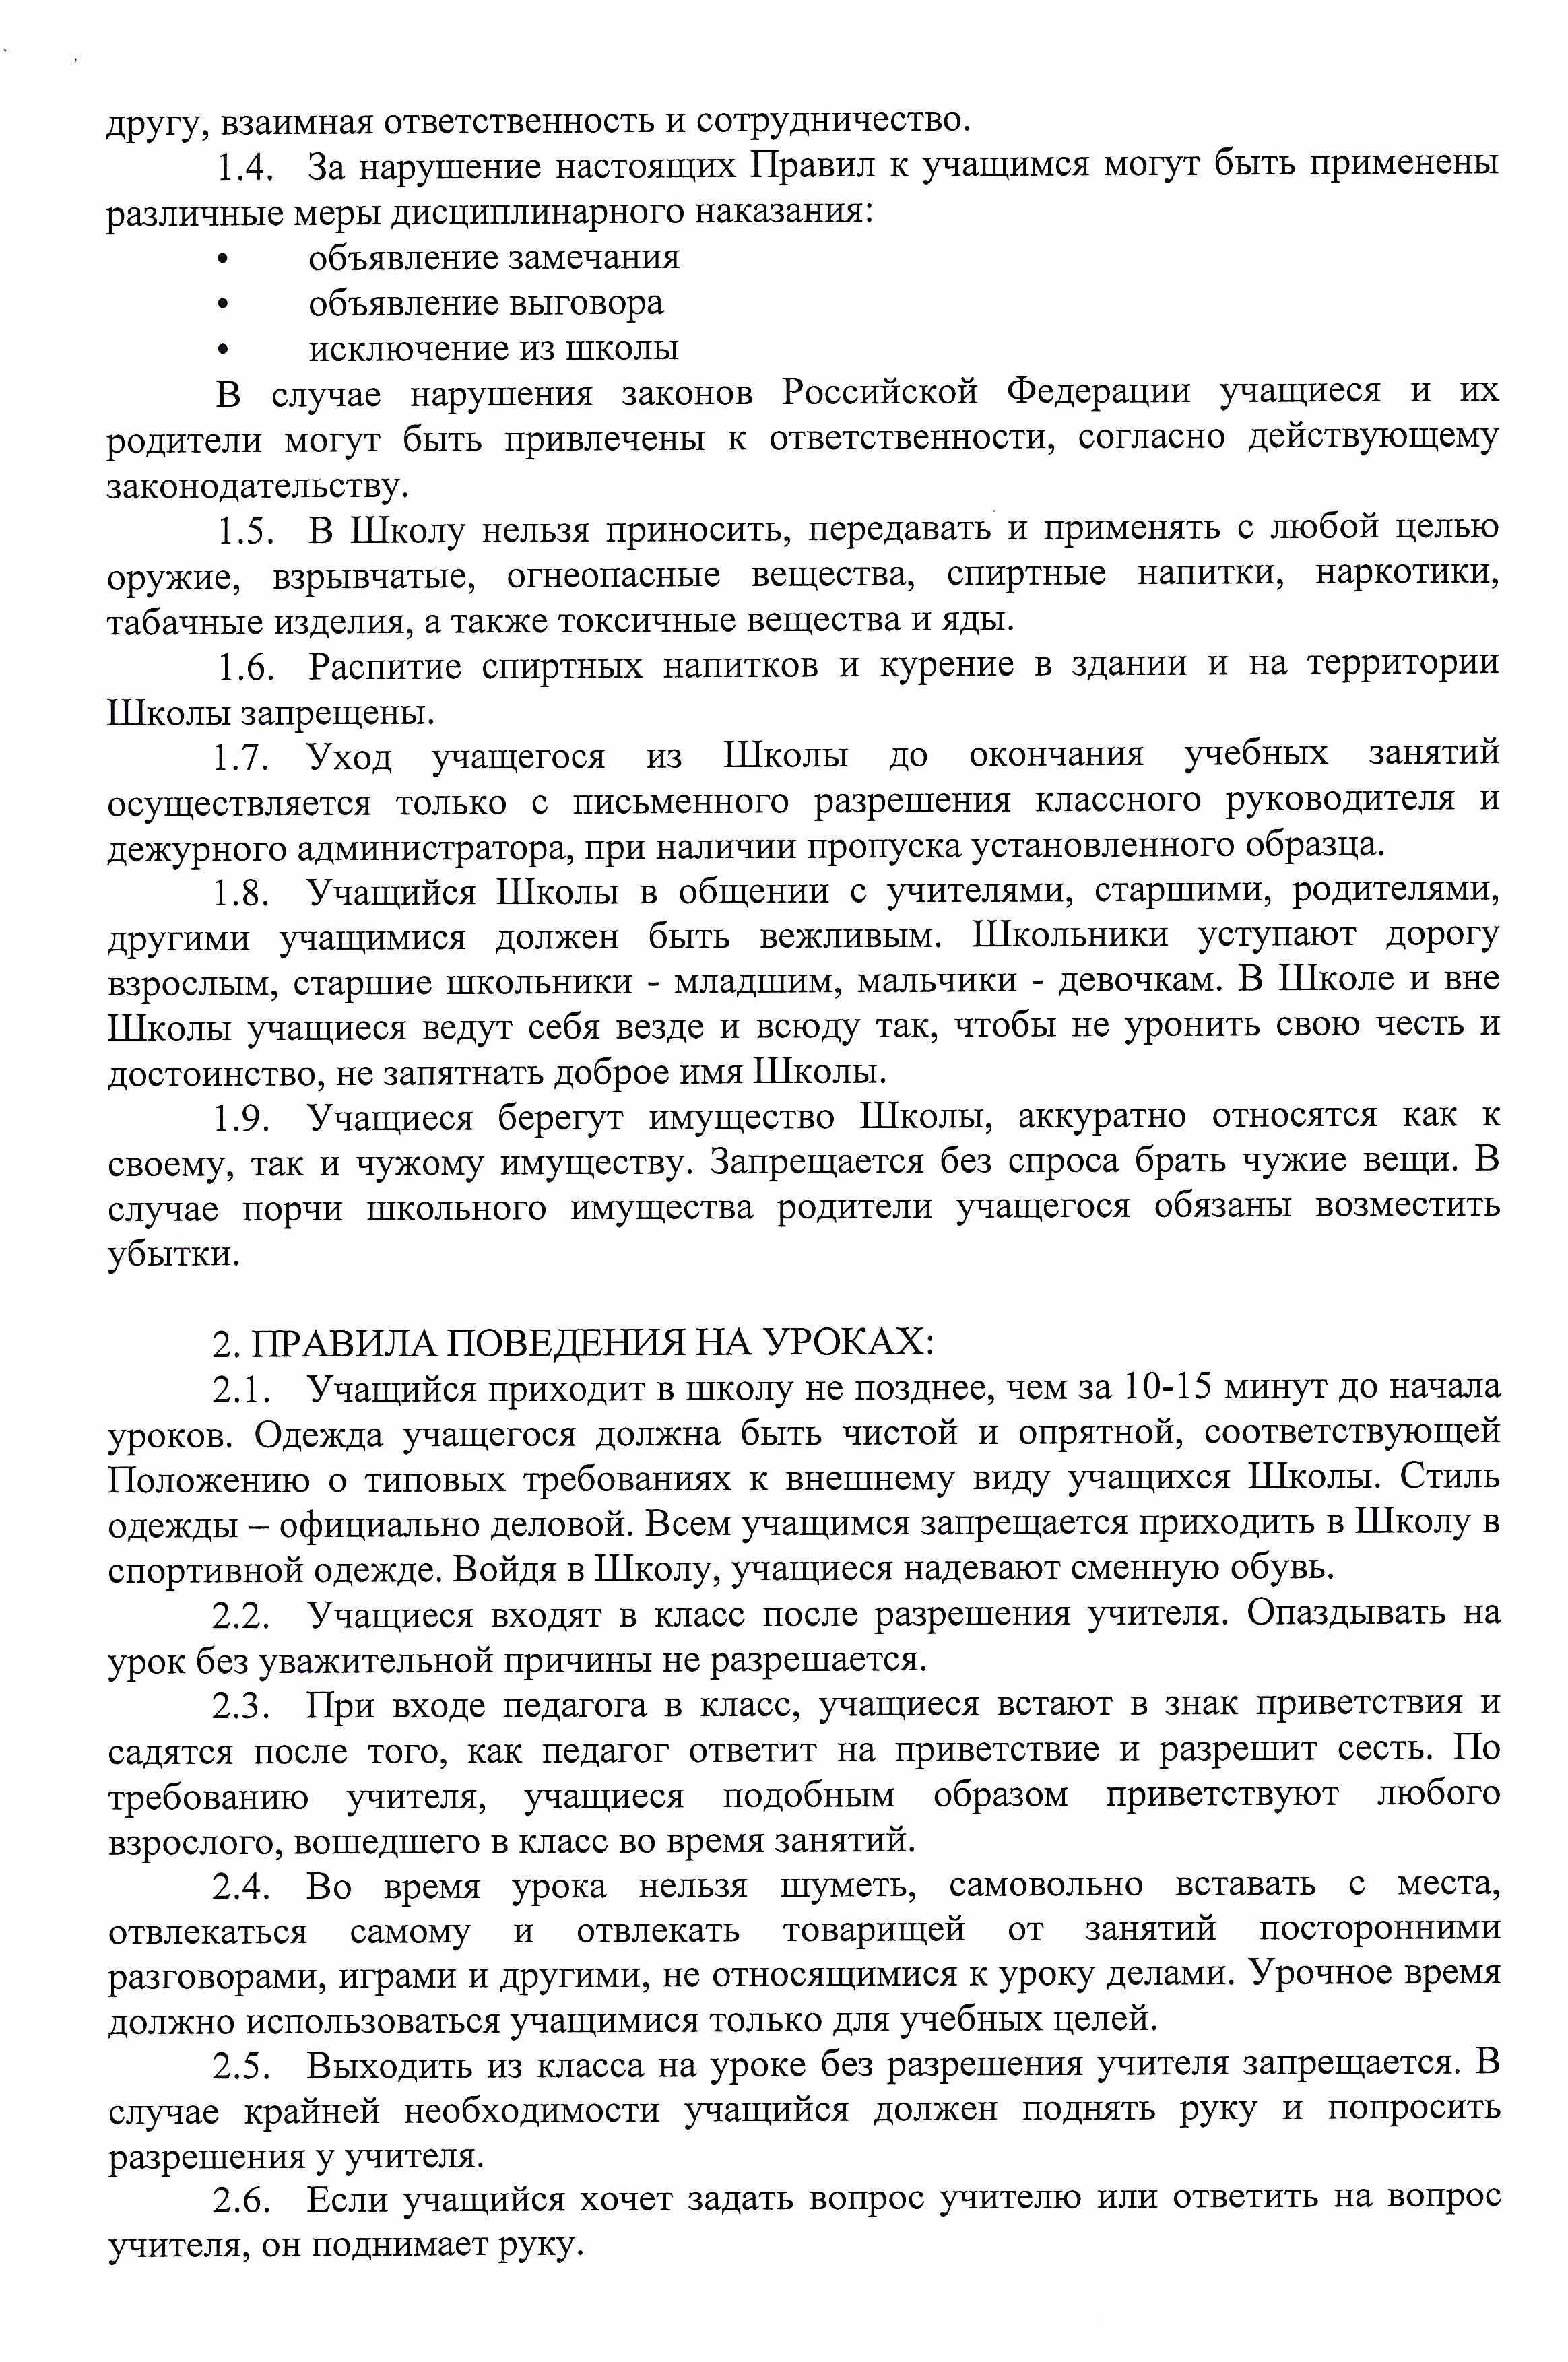 другу, взаимная ответственность и сотрудничество.
1.4. За нарушение настоящих Правил к учащимся могут быть применены
различные меры дисциплинарного наказания:
• объявление замечания
• объявление выговора
• исключение из школы
В случае нарушения законов Российской Федерации учащиеся и их
родители могут быть привлечены к ответственности, согласно действующему
законодательству.
1.5. В Школу нельзя приносить, передавать и применять с любой целью
оружие, взрывчатые, огнеопасные вещества, спиртные напитки, наркотики,
табачные изделия, а также токсичные вещества и яды.
1.6. Распитие спиртных напитков и курение в здании и на территории
Школы запрещены.
1.7. Уход учащегося из Школы до окончания учебных занятий
осуществляется только с письменного разрешения классного руководителя и
дежурного администратора, при наличии пропуска установленного образца.
1.8. Учащийся Школы в общении с учителями, старшими, родителями,
другими учащимися должен быть вежливым. Школьники уступают дорогу
взрослым, старшие школьники - младшим, мальчики - девочкам. В Школе и вне
Школы учащиеся ведут себя везде и всюду так, чтобы не уронить свою честь и
достоинство, не запятнать доброе имя Школы.
1.9. Учащиеся берегут имущество Школы, аккуратно относятся как к
своему, так и чужому имуществу. Запрещается без спроса брать чужие вещи. В
случае порчи школьного имущества родители учащегося обязаны возместить
убытки.
2. ПРАВИЛА ПОВЕДЕНИЯ НА УРОКАХ:
2.1. Учащийся приходит в школу не позднее, чем за 10-15 минут до начала
уроков. Одежда учащегося должна быть чистой и опрятной, соответствующей
Положению о типовых требованиях к внешнему виду учащихся Школы. Стиль
одежды – официально деловой. Всем учащимся запрещается приходить в Школу в
спортивной одежде. Войдя в Школу, учащиеся надевают сменную обувь.
2.2. Учащиеся входят в класс после разрешения учителя. Опаздывать на
урок без уважительной причины не разрешается.
2.3. При входе педагога в класс, учащиеся встают в знак приветствия и
садятся после того, как педагог ответит на приветствие и разрешит сесть. По
требованию учителя, учащиеся подобным образом приветствуют любого
взрослого, вошедшего в класс во время занятий.
2.4. Во время урока нельзя шуметь, самовольно вставать с места,
отвлекаться самому и отвлекать товарищей от занятий посторонними
разговорами, играми и другими, не относящимися к уроку делами. Урочное время
должно использоваться учащимися только для учебных целей.
2.5. Выходить из класса на уроке без разрешения учителя запрещается. В
случае крайней необходимости учащийся должен поднять руку и попросить
разрешения у учителя.
2.6. Если учащийся хочет задать вопрос учителю или ответить на вопрос
учителя, он поднимает руку.